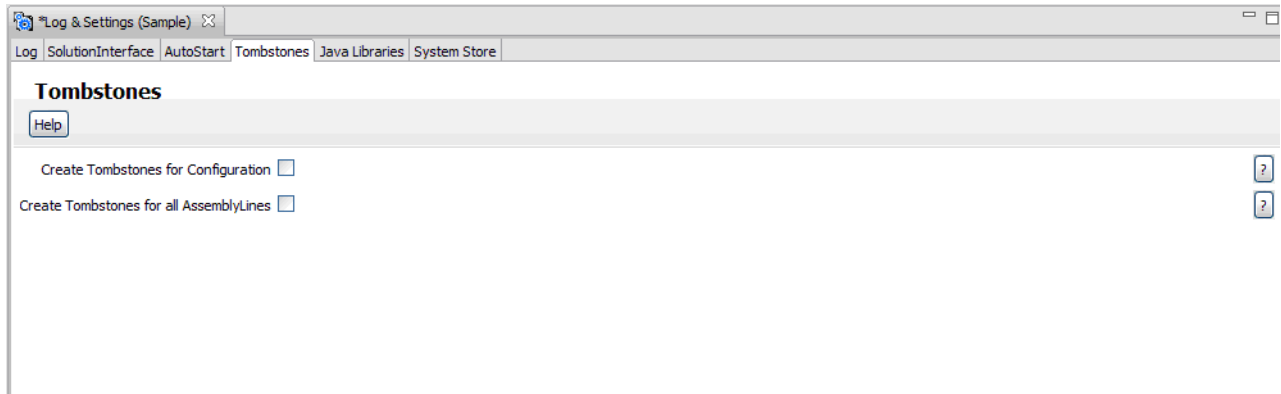 *Log & Settings (Sample)
Log SolutionInterface AutoStart Tombstones Java Libraries System Store
Tombstones
Help
Create Tombstones for Configuration ?
Create Tombstones for all AssemblyLines ?